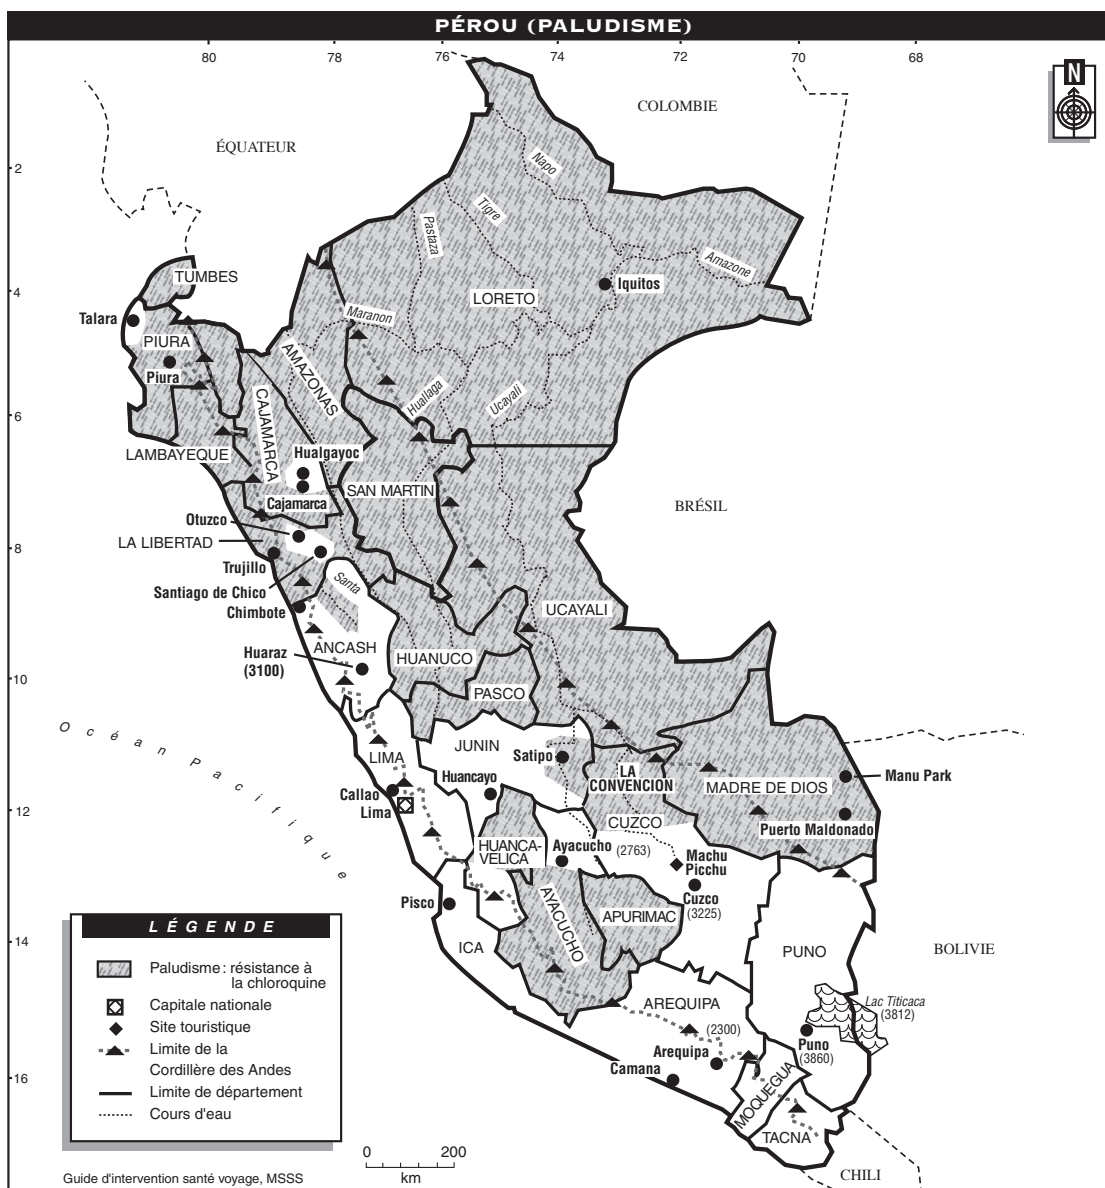 PÉROU (PALUDISME)
80
78
76
74
72
70
68
N
COLOMBIE
ÉQUATEUR
2
Napo
Tigre
Pastaza
Amazone
TUMBES
4
Iquitos
LORETO
Talara
Maranon
PIURA
Piura
AMAZONAS
Huallaga
Ucayali
6
CAJAMARCA
LAMBAYEQUE
Hualgayoc
SAN MARTIN
Cajamarca
BRÉSIL
Otuzco
LA LIBERTAD
8
Trujillo
Santa
Santiago de Chico
Chimbote
UCAYALI
ANCASH
Huaraz
(3100)
HUANUCO
10
PASCO
Océan Pacifique
JUNIN
Satipo
LIMA
LA
CONVENCION
Manu Park
Huancayo
MADRE DE DIOS
Callao
Lima
12
CUZCO
Puerto Maldonado
HUANCA-
VELICA
Ayacucho (2763)
Machu
Picchu
Cuzco
(3225)
Pisco
AYACUCHO
APURIMAC
14
ICA
PUNO
BOLIVIE
AREQUIPA
Lac Titicaca
(3812)
(2300)
Arequipa
Puno
(3860)
Camana
16
MOQUEGUA
TACNA
CHILI
LÉGENDE
Paludisme : résistance à
la chloroquine
Capitale nationale
Site touristique
Limite de la
Cordillère des Andes
Limite de département
Cours d'eau
0 200
km
Guide d'intervention santé voyage, MSSS